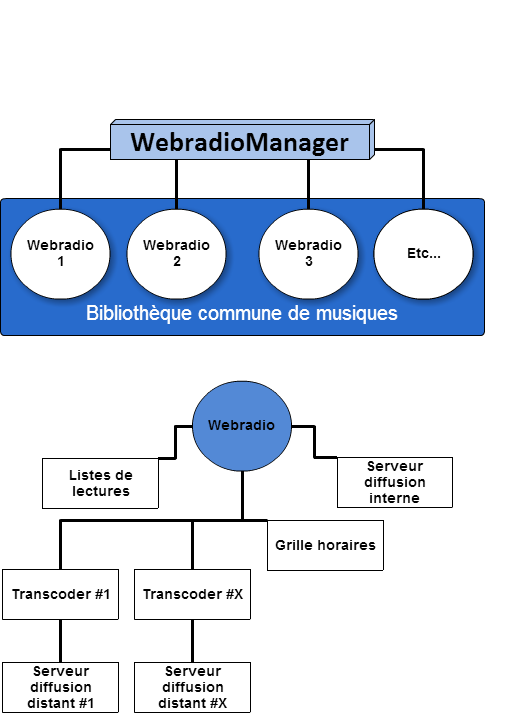 WebradioManager
Webradio
1
Webradio
2
Webradio
3
Etc...
Bibliothèque commune de musiques
Webradio
Listes de
lectures
Serveur
diffusion
interne
Grille horaires
Transcoder #1
Transcoder #X
Serveur
diffusion
distant #1
Serveur
diffusion
distant #X